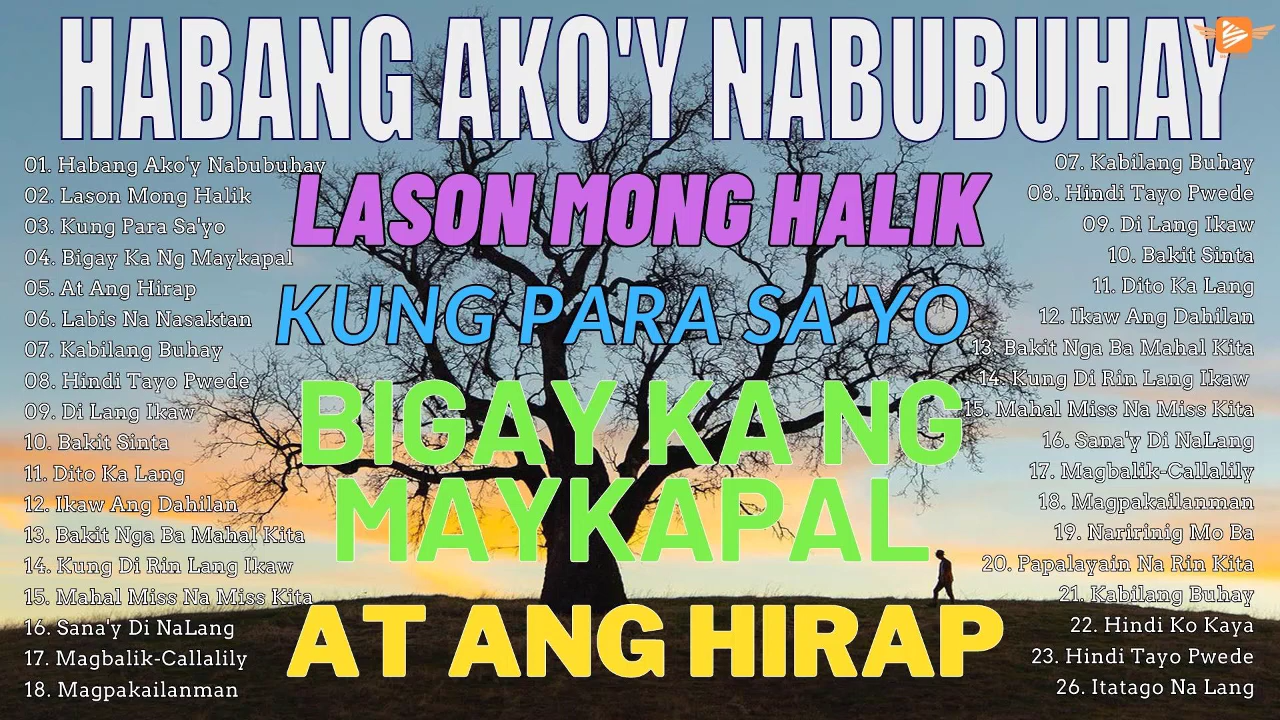 HABANG AKO'Y NABUBUHAY
LASON MONG HALIK
KUNG PARA SA'YO
BIGAY KA NG
MAYKAPAL
AT ANG HIRAP
01. Habang Ako'y Nabubuhay
02. Lason Mong Halik
03. Kung Para Sa'yo
04. Bigay Ka Ng Maykapal
05. At Ang Hirap
06. Labis Na Nasaktan
07. Kabilang Buhay
08. Hindi Tayo Pwede
09. Di Lang Ikaw
10. Bakit Sinta
11. Dito Ka Lang
12. Ikaw Ang Dahilan
13. Bakit Nga Ba Mahal Kita
14. Kung Di Rin Lang Ikaw
15. Mahal Miss Na Miss Kita
16. Sana'y Di NaLang
17. Magbalik-Callalily
18. Magpakailanman
07. Kabilang Buhay
08. Hindi Tayo Pwede
09. Di Lang Ikaw
10. Bakit Sinta
11. Dito Ka Lang
12. Ikaw Ang Dahilan
13. Bakit Nga Ba Mahal Kita
14. Kung Di Rin Lang Ikaw
15. Mahal Miss Na Miss Kita
16. Sana'y Di NaLang
17. Magbalik-Callalily
18. Magpakailanman
19. Naririnig Mo Ba
20. Papalayain Na Rin Kita
21. Kabilang Buhay
22. Hindi Ko Kaya
23. Hindi Tayo Pwede
26. Itatago Na Lang